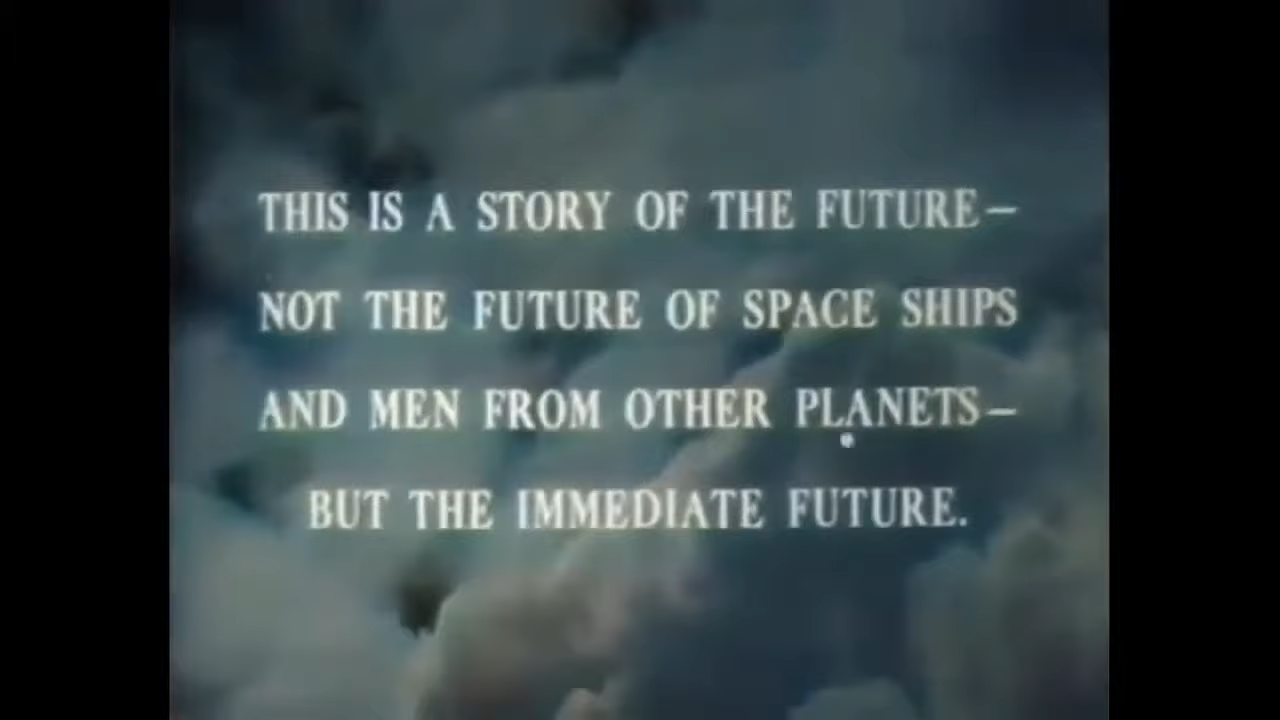 THIS IS A STORY OF THE FUTURE—
NOT THE FUTURE OF SPACE SHIPS
AND MEN FROM OTHER PLANETS—
BUT THE IMMEDIATE FUTURE.